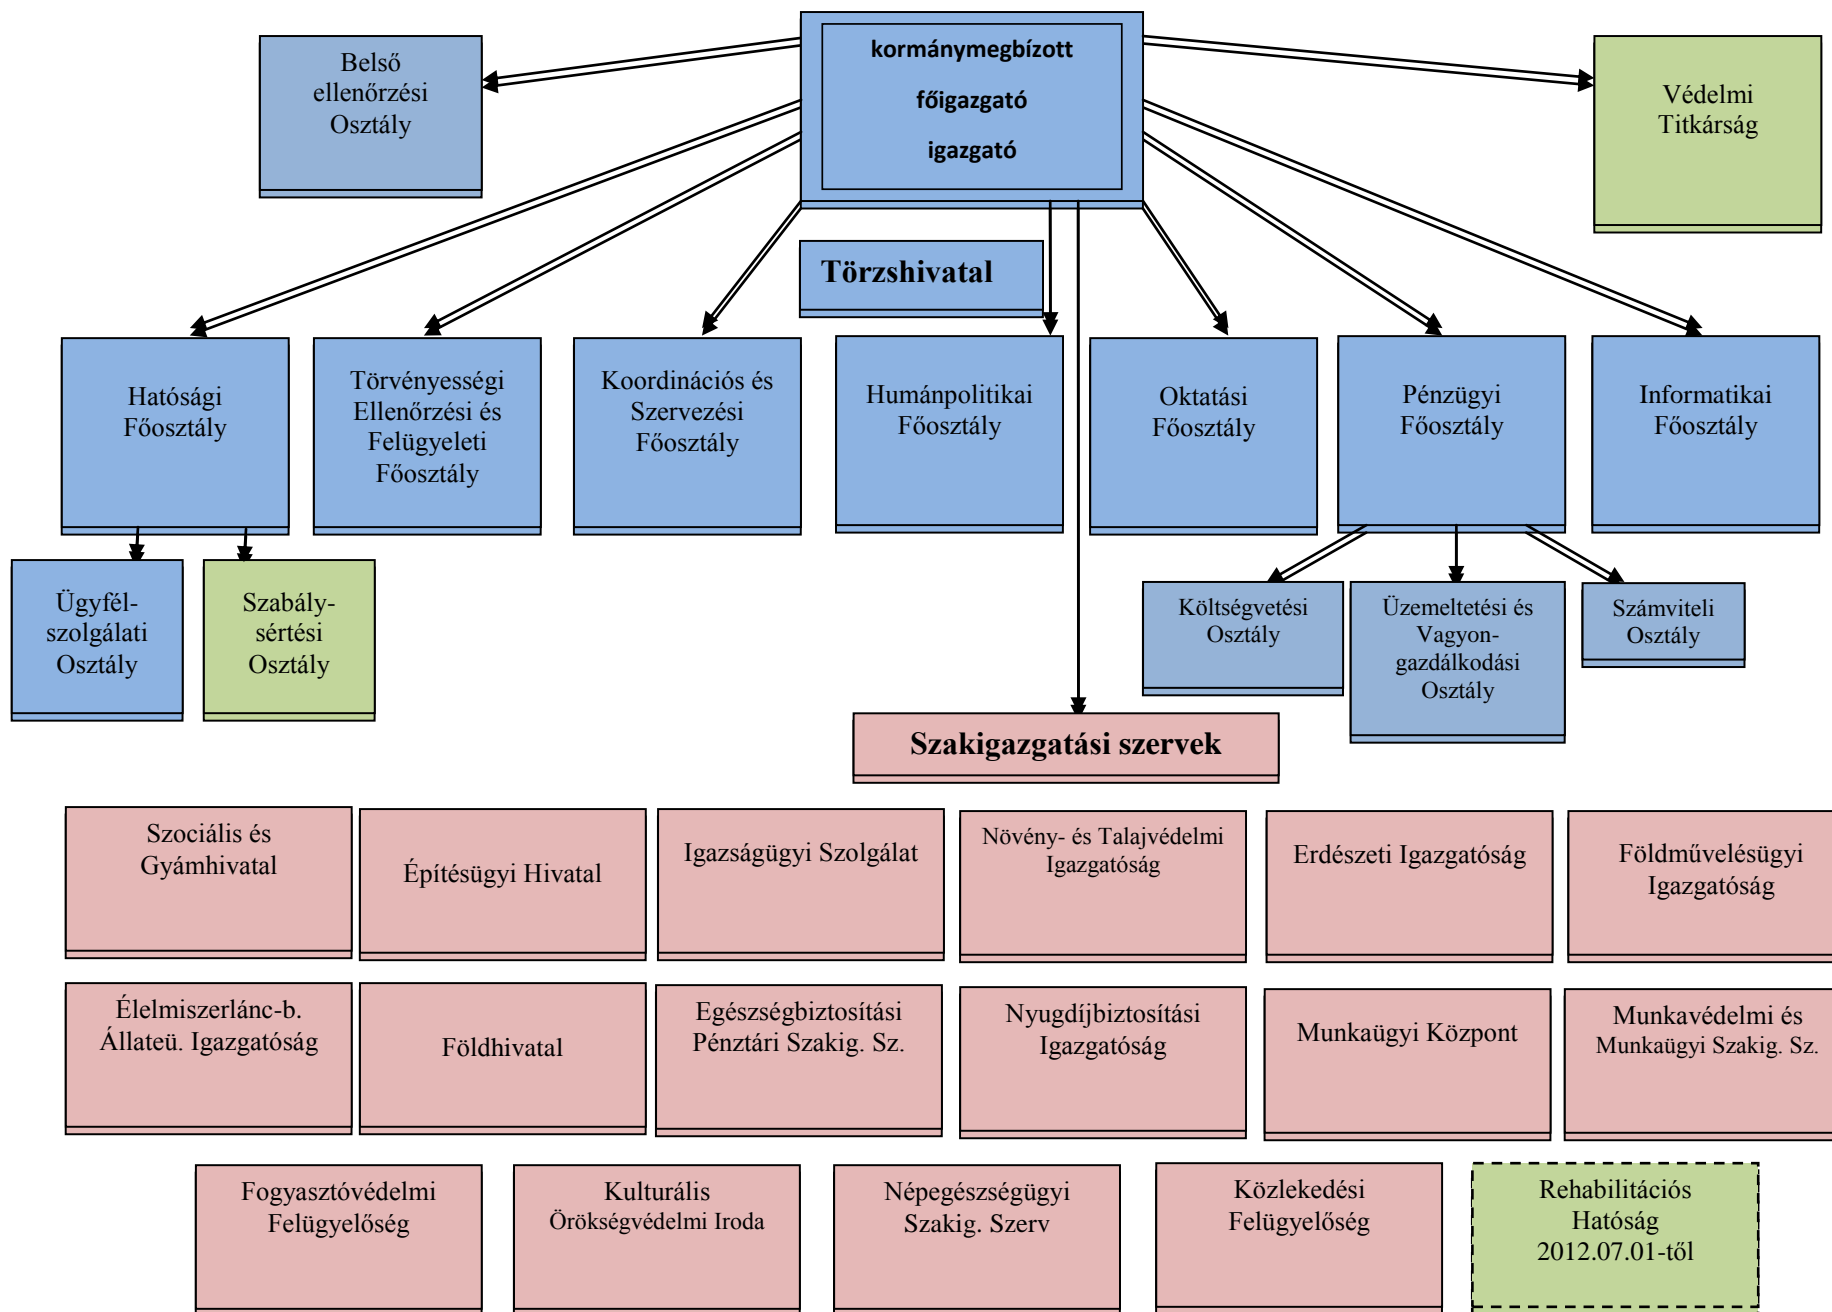 kormánymegbízott
főigazgató
igazgató
Belső
ellenőrzési
Osztály
Védelmi
Titkárság
Törzshivatal
Hatósági
Főosztály
Törvényességi
Ellenőrzési és
Felügyeleti
Főosztály
Koordinációs és
Szervezési
Főosztály
Humánpolitikai
Főosztály
Oktatási
Főosztály
Pénzügyi
Főosztály
Informatikai
Főosztály
Ügyfél-
szolgálati
Osztály
Szabály-
sértési
Osztály
Költségvetési
Osztály
Üzemeltetési és
Vagyon-
gazdálkodási
Osztály
Számviteli
Osztály
Szakigazgatási szervek
Szociális és
Gyámhivatal
Építésügyi Hivatal
Igazságügyi Szolgálat
Növény- és Talajvédelmi
Igazgatóság
Erdészeti Igazgatóság
Földművelésügyi
Igazgatóság
Élelmiszerlánc-b.
Állateü. Igazgatóság
Földhivatal
Egészségbiztosítási
Pénztári Szakig. Sz.
Nyugdíjbiztosítási
Igazgatóság
Munkaügyi Központ
Munkavédelmi és
Munkaügyi Szakig. Sz.
Fogyasztóvédelmi
Felügyelőség
Kulturális
Örökségvédelmi Iroda
Népegészségügyi
Szakig. Szerv
Közlekedési
Felügyelőség
Rehabilitációs
Hatóság
2012.07.01-től